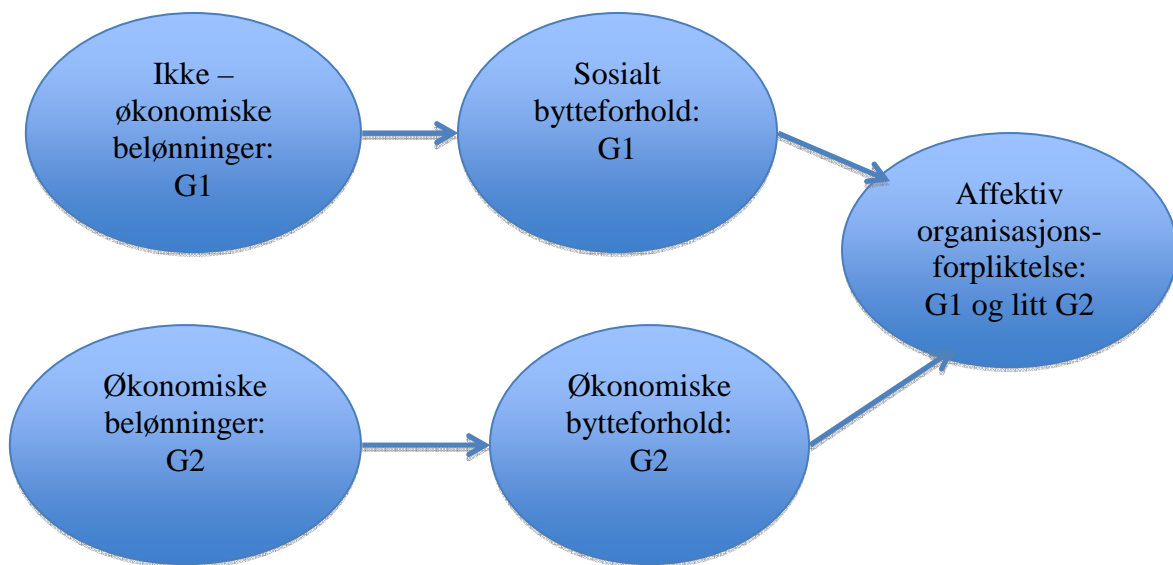 Ikke –
økonomiske
belønninger:
G1
Sosialt
bytteforhold:
G1
Affektiv
organisasjons-
forpliktelse:
G1 og litt G2
Økonomiske
belønninger:
G2
Økonomiske
bytteforhold:
G2